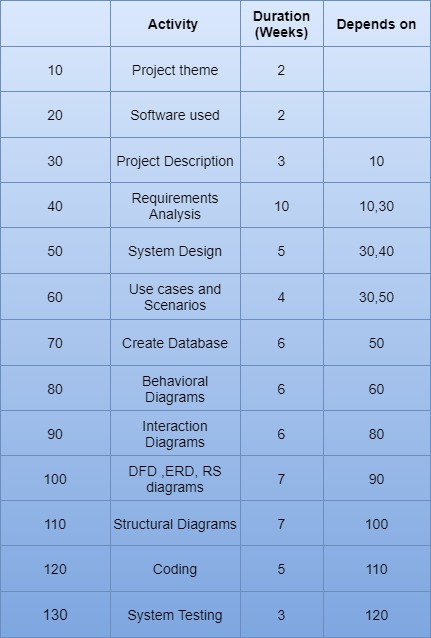 Activity Duration (Weeks) Depends on
10 Project theme 2
20 Software used 2
30 Project Description 3 10
40 Requirements Analysis 10 10,30
50 System Design 5 30,40
60 Use cases and Scenarios 4 30,50
70 Create Database 6 50
80 Behavioral Diagrams 6 60
90 Interaction Diagrams 6 80
100 DFD ,ERD, RS diagrams 7 90
110 Structural Diagrams 7 100
120 Coding 5 110
130 System Testing 3 120